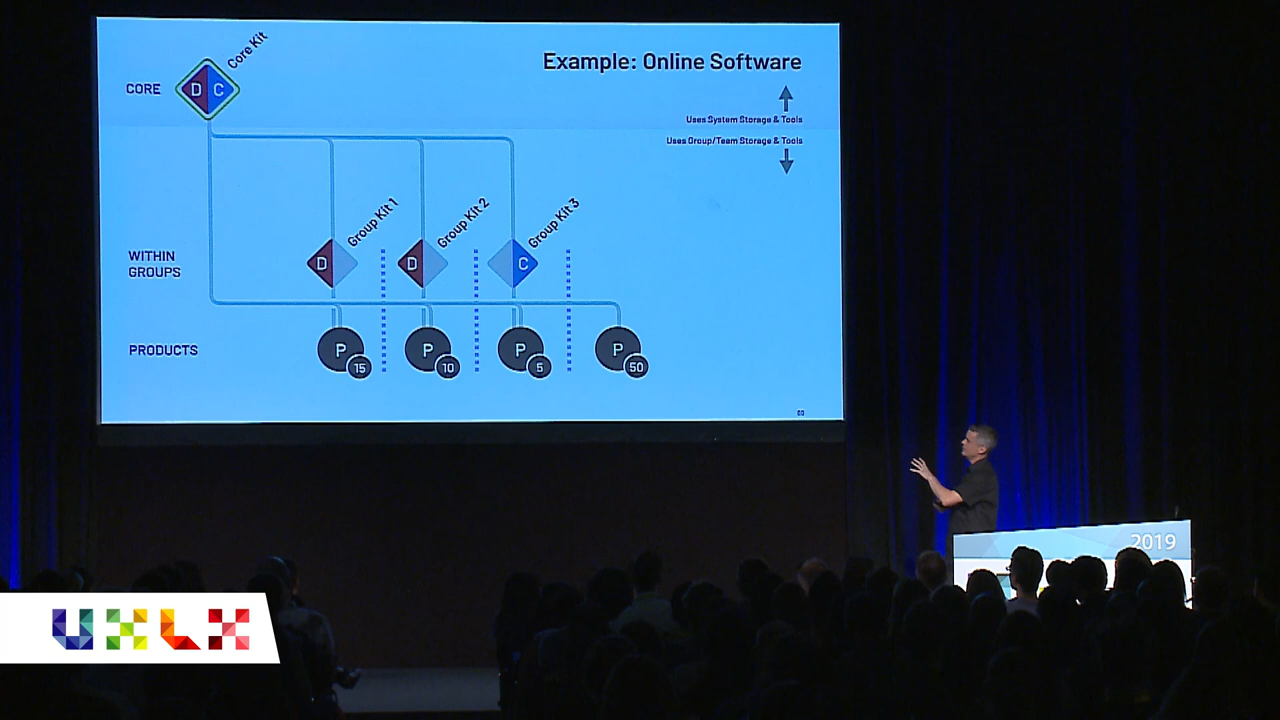 Example: Online Software
CORE
D C
Core Kit
Uses System Storage & Tools
Uses Group/Team Storage & Tools
WITHIN
GROUPS
D
Group Kit 1
D
Group Kit 2
C
Group Kit 3
PRODUCTS
P 15
P 10
P 5
P 50
2019
UXLX